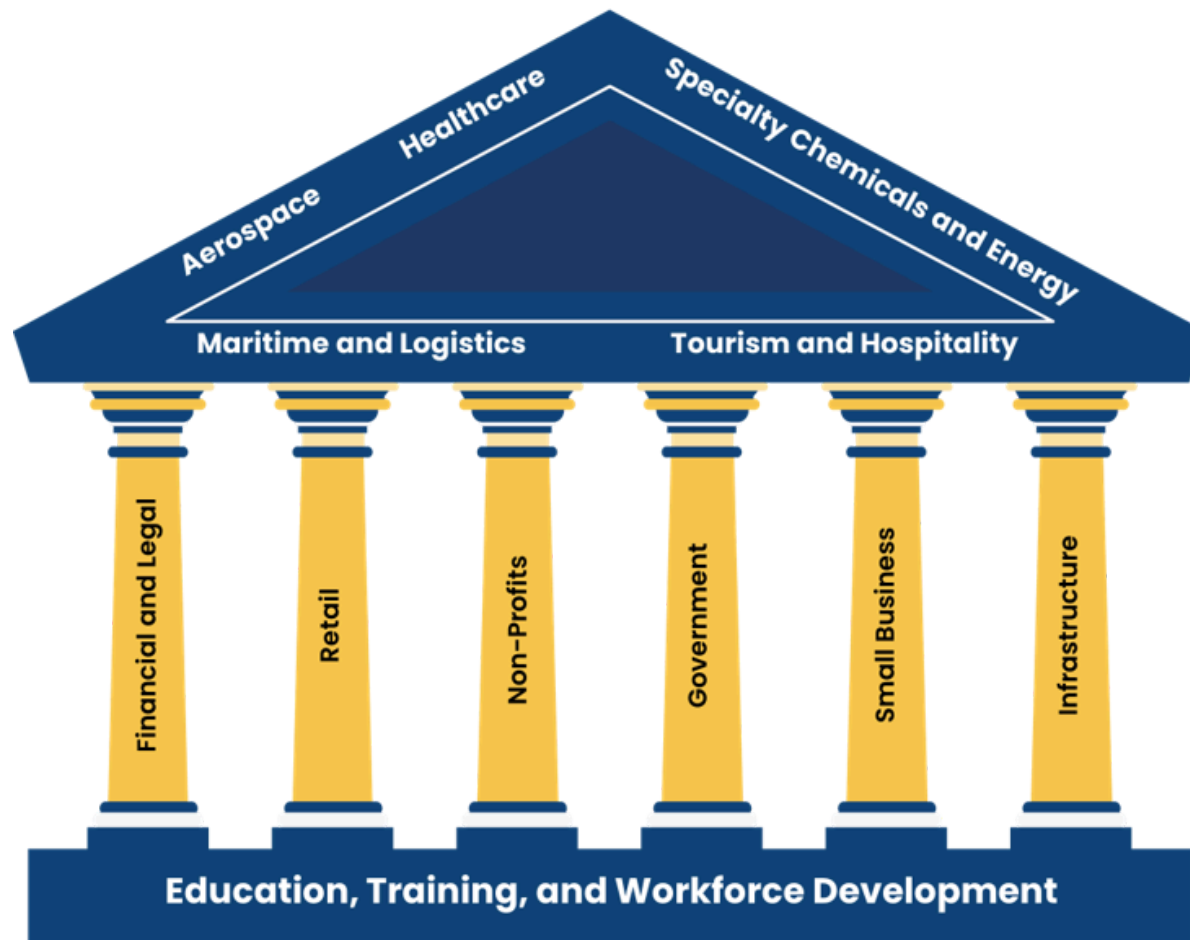 Aerospace
Healthcare
Specialty Chemicals and Energy
Maritime and Logistics
Tourism and Hospitality
Financial and Legal
Retail
Non-Profits
Government
Small Business
Infrastructure
Education, Training, and Workforce Development